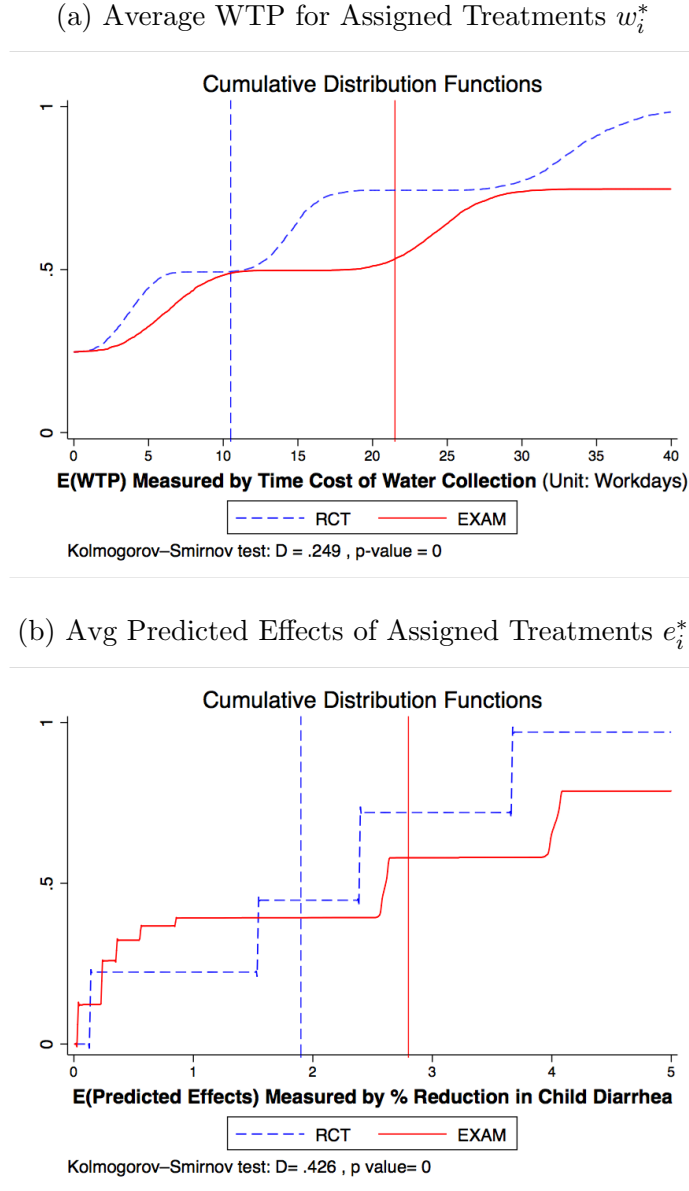 (a) Average WTP for Assigned Treatments w_i^*
Cumulative Distribution Functions
1
.5
0
0 5 10 15 20 25 30 35 40
E(WTP) Measured by Time Cost of Water Collection (Unit: Workdays)
RCT EXAM
Kolmogorov–Smirnov test: D = .249 , p-value = 0
(b) Avg Predicted Effects of Assigned Treatments e_i^*
Cumulative Distribution Functions
1
.5
0
0 1 2 3 4 5
E(Predicted Effects) Measured by % Reduction in Child Diarrhea
RCT EXAM
Kolmogorov–Smirnov test: D= .426 , p value= 0